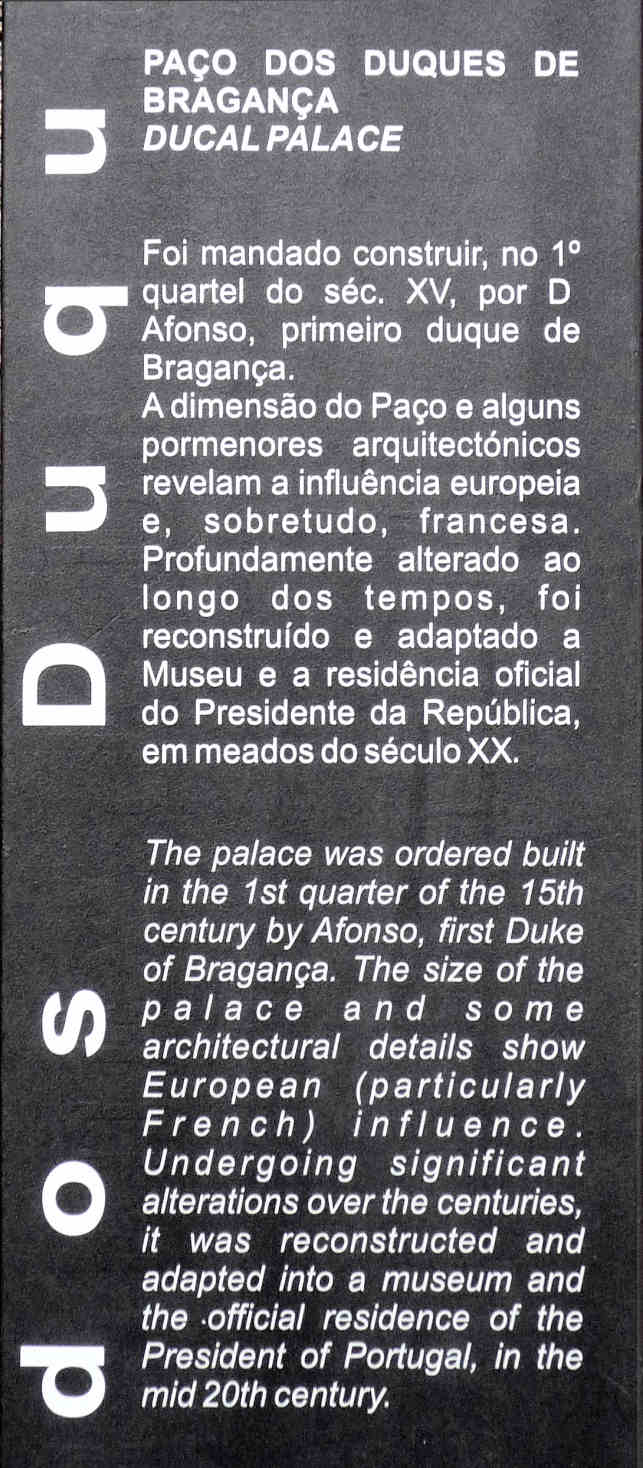 PAÇO DOS DUQUES DE
BRAGANÇA
DUCAL PALACE
Foi mandado construir, no 1º
quartel do séc. XV, por D
Afonso, primeiro duque de
Bragança.
A dimensão do Paço e alguns
pormenores arquitectónicos
revelam a influência europeia
e, sobretudo, francesa.
Profundamente alterado ao
longo dos tempos, foi
reconstruído e adaptado a
Museu e a residência oficial
do Presidente da República,
em meados do século XX.
The palace was ordered built
in the 1st quarter of the 15th
century by Afonso, first Duke
of Bragança. The size of the
palace and some
architectural details show
European (particularly
French) influence.
Undergoing significant
alterations over the centuries,
it was reconstructed and
adapted into a museum and
the official residence of the
President of Portugal, in the
mid 20th century.
dos Duqu